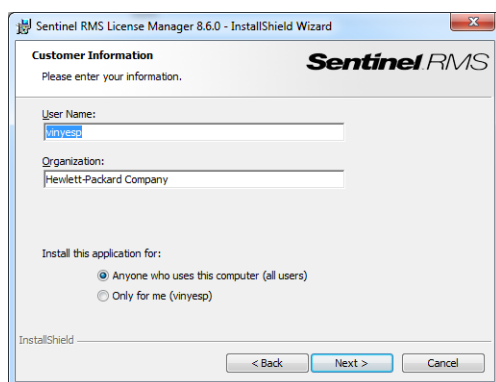 Sentinel RMS License Manager 8.6.0 - InstallShield Wizard
Customer Information
Please enter your information.
Sentinel RMS
User Name:
vinyesp
Organization:
Hewlett-Packard Company
Install this application for:
Anyone who uses this computer (all users)
Only for me (vinyesp)
InstallShield
< Back Next > Cancel